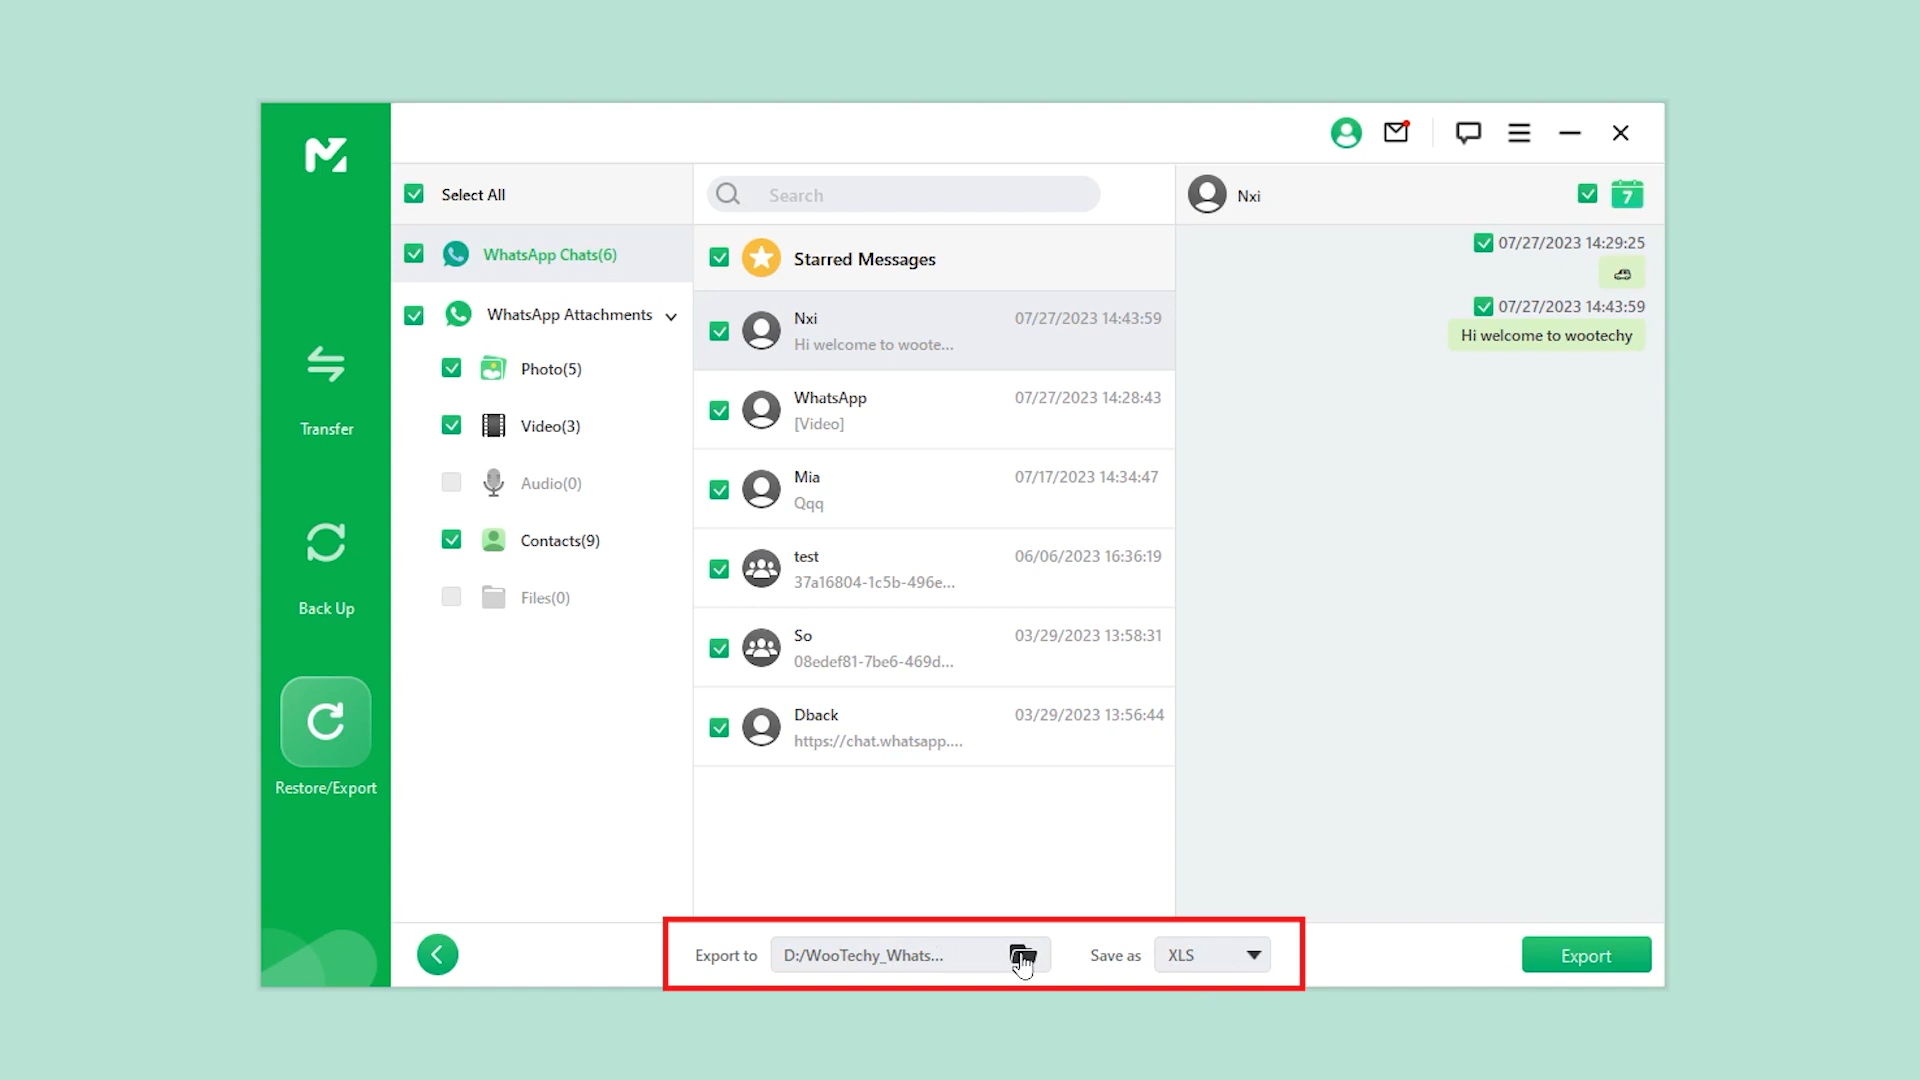 Transfer
Back Up
Restore/Export
Select All
WhatsApp Chats(6)
WhatsApp Attachments
Photo(5)
Video(3)
Audio(0)
Contacts(9)
Files(0)
Search
Starred Messages
Nxi 07/27/2023 14:43:59
Hi welcome to woote...
WhatsApp 07/27/2023 14:28:43
[Video]
Mia 07/17/2023 14:34:47
Qqq
test 06/06/2023 16:36:19
37a16804-1c5b-496e...
So 03/29/2023 13:58:31
08edef81-7be6-469d...
Dback 03/29/2023 13:56:44
https://chat.whatsapp....
Nxi
7
07/27/2023 14:29:25
07/27/2023 14:43:59
Hi welcome to wootechy
Export to D:/WooTechy_Whats... Save as XLS
Export